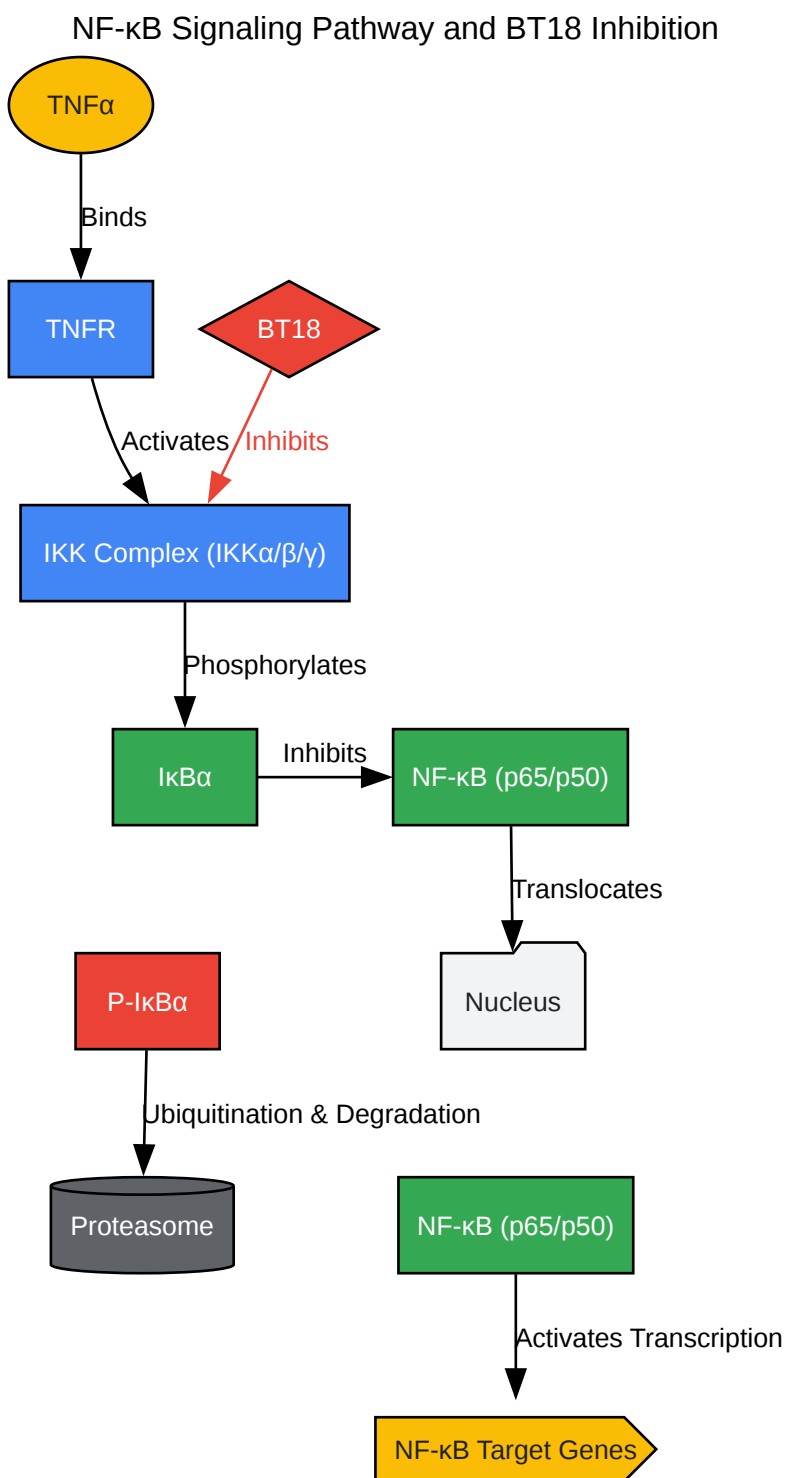 NF-κB Signaling Pathway and BT18 Inhibition
TNFα
Binds
TNFR
BT18
Activates
Inhibits
IKK Complex (IKKα/β/γ)
Phosphorylates
IκBα
Inhibits
NF-κB (p65/p50)
Translocates
P-IκBα
Nucleus
Ubiquitination & Degradation
Proteasome
NF-κB (p65/p50)
Activates Transcription
NF-κB Target Genes